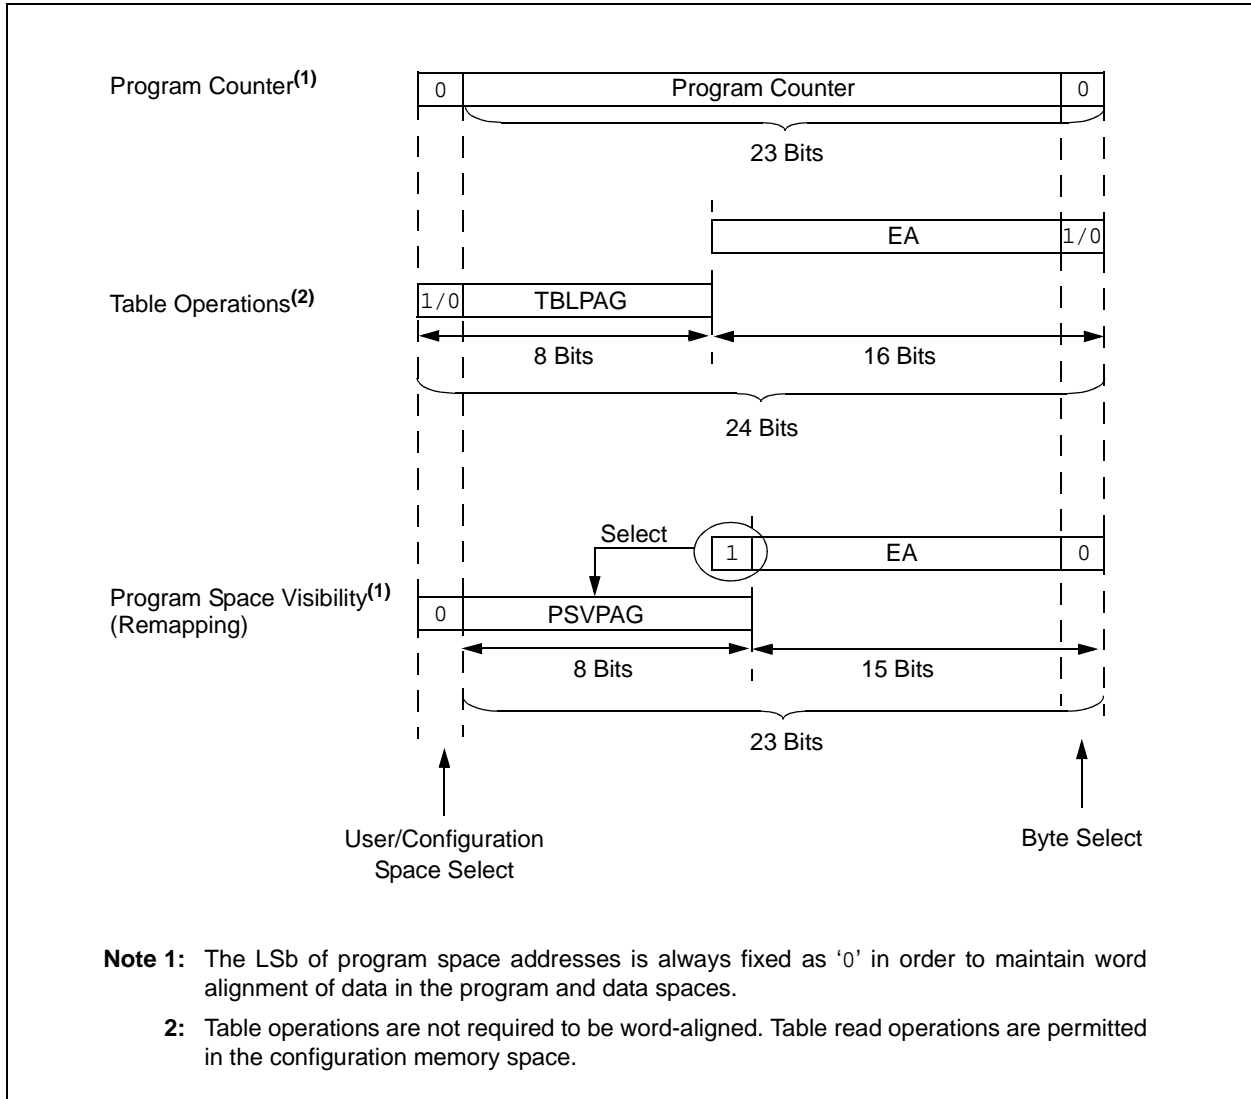 Program Counter(1)
0
Program Counter
0
23 Bits
EA
1/0
Table Operations(2)
1/0
TBLPAG
8 Bits
16 Bits
24 Bits
Select
1
EA
0
Program Space Visibility(1)
(Remapping)
0
PSVPAG
8 Bits
15 Bits
23 Bits
User/Configuration
Space Select
Byte Select
Note 1: The LSb of program space addresses is always fixed as ‘0’ in order to maintain word
alignment of data in the program and data spaces.
2: Table operations are not required to be word-aligned. Table read operations are permitted
in the configuration memory space.